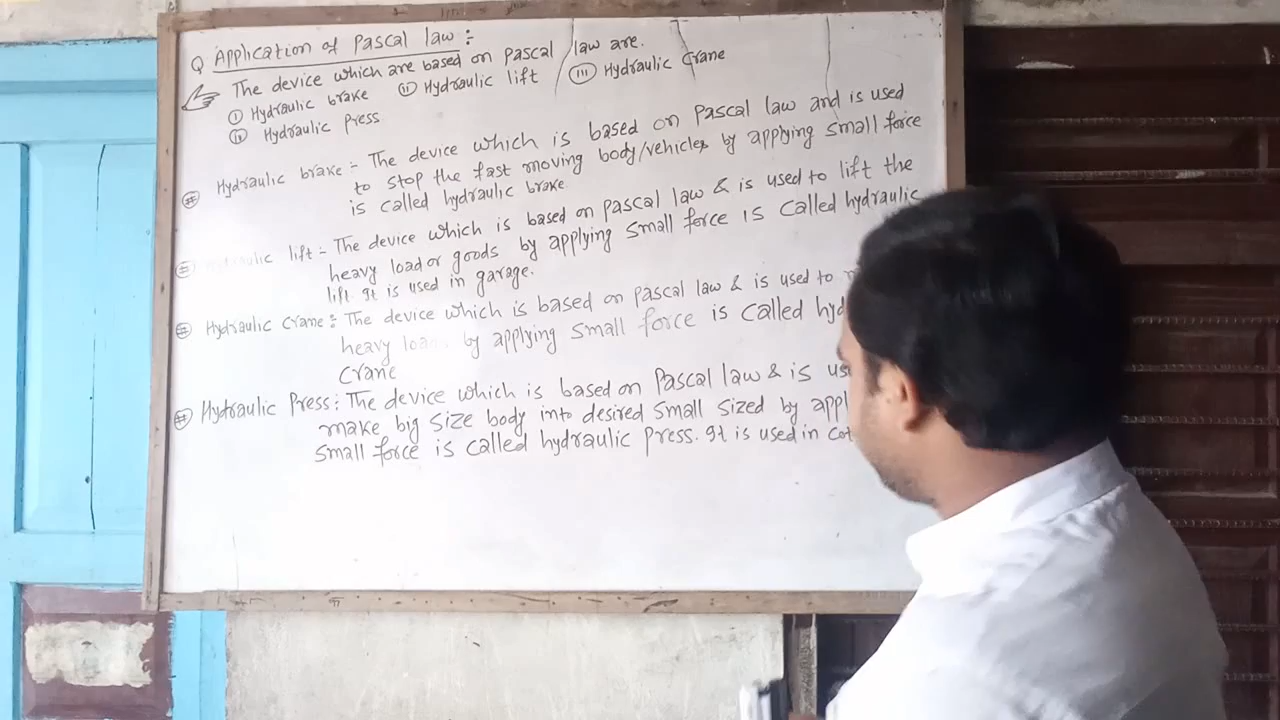 Q Application of Pascal law :
The device which are based on Pascal law are.
(i) Hydraulic brake (ii) Hydraulic lift (iii) Hydraulic Crane
(iv) Hydraulic Press
# Hydraulic brake :- The device which is based on Pascal law and is used
to stop the fast moving body/vehicles by applying small force
is called hydraulic brake.
# Hydraulic lift :- The device which is based on Pascal law & is used to lift the
heavy load or goods by applying small force is called hydraulic
lift. It is used in garage.
# Hydraulic Crane : The device which is based on Pascal law & is used to
heavy load by applying small force is called hyd
Crane
# Hydraulic Press : The device which is based on Pascal law & is us
make big size body into desired small sized by appl
small force is called hydraulic press. It is used in cot